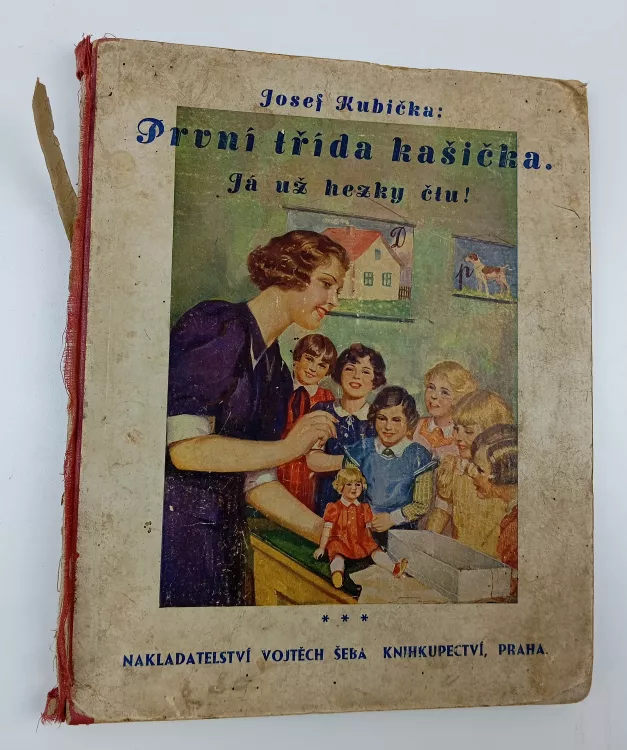 Josef Kubička:
První třída kašička.
Já už hezky čtu!
D
p
* * *
NAKLADATELSTVÍ VOJTĚCH ŠEBA KNIHKUPECTVÍ, PRAHA.